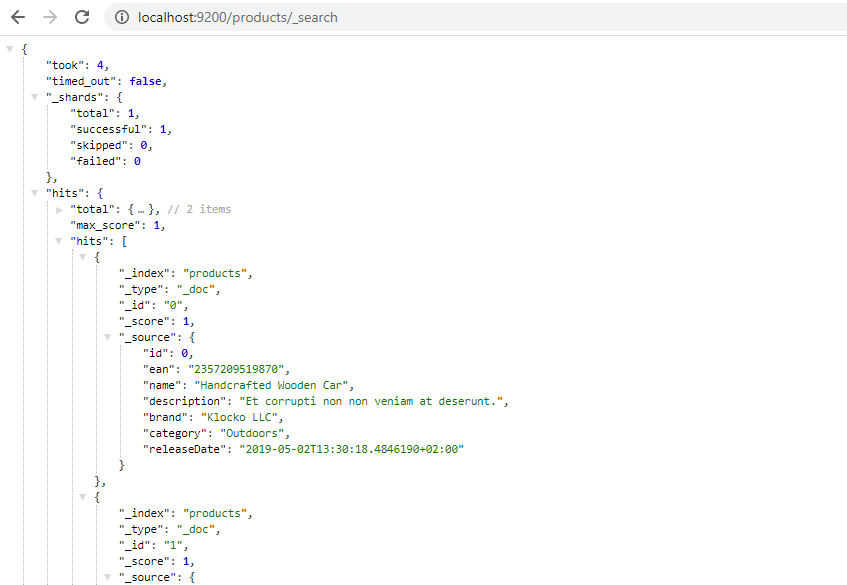 localhost:9200/products/_search
{
"took": 4,
"timed_out": false,
"_shards": {
"total": 1,
"successful": 1,
"skipped": 0,
"failed": 0
},
"hits": {
"total": { … }, // 2 items
"max_score": 1,
"hits": [
{
"_index": "products",
"_type": "_doc",
"_id": "0",
"_score": 1,
"_source": {
"id": 0,
"ean": "2357209519870",
"name": "Handcrafted Wooden Car",
"description": "Et corrupti non non veniam at deserunt.",
"brand": "Klocko LLC",
"category": "Outdoors",
"releaseDate": "2019-05-02T13:30:18.4846190+02:00"
}
},
{
"_index": "products",
"_type": "_doc",
"_id": "1",
"_score": 1,
"_source": {